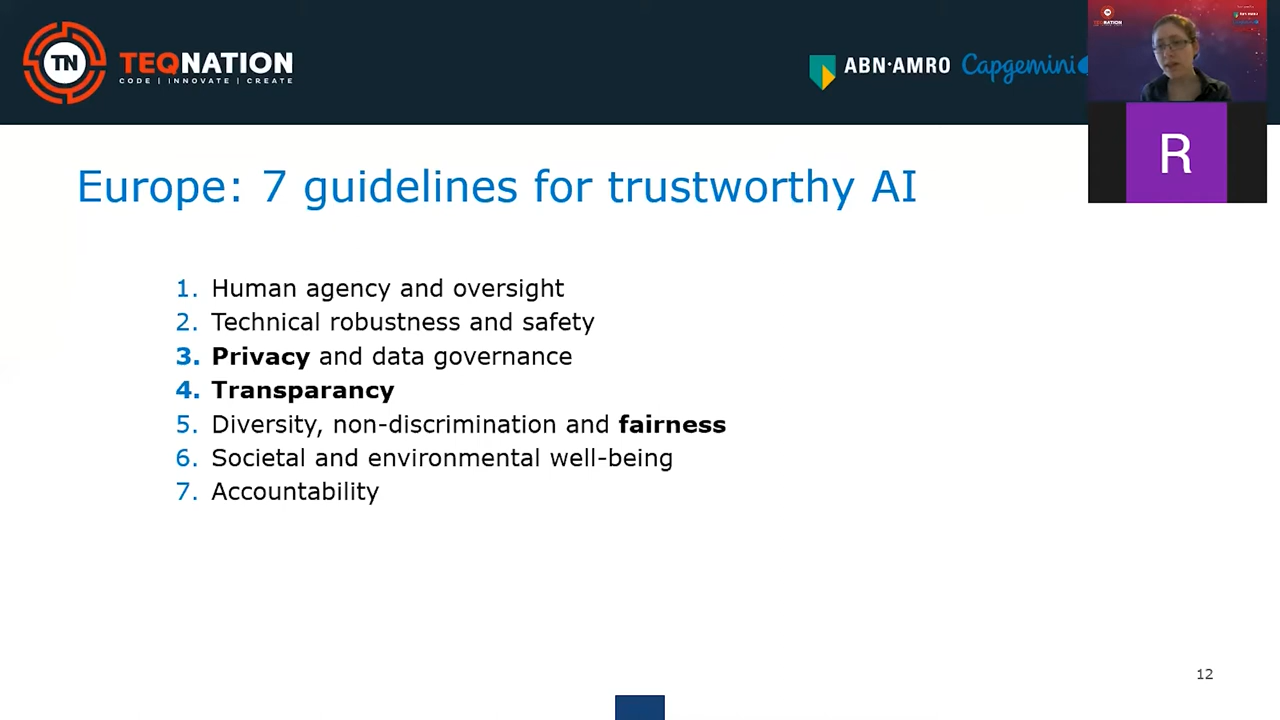 TN TEQNATION
CODE | INNOVATE | CREATE
ABN·AMRO Capgemini
R
Europe: 7 guidelines for trustworthy AI
1. Human agency and oversight
2. Technical robustness and safety
3. Privacy and data governance
4. Transparancy
5. Diversity, non-discrimination and fairness
6. Societal and environmental well-being
7. Accountability
12